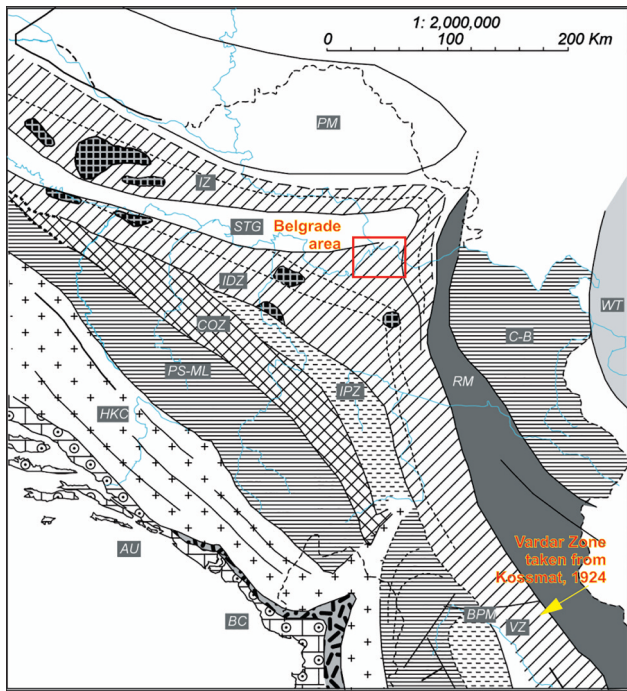 1: 2,000,000
0 100 200 Km
PM
IZ
STG
Belgrade
area
WT
IDZ
COZ
C-B
PS-ML
RM
IPZ
HKC
Vardar Zone
taken from
Kossmat, 1924
AU
BC
BPM
VZ